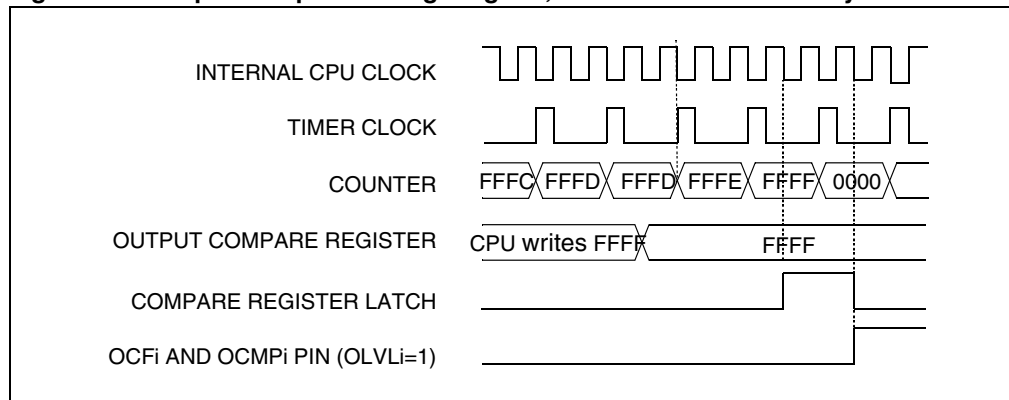 INTERNAL CPU CLOCK
TIMER CLOCK
COUNTER FFFC FFFD FFFD FFFE FFFF 0000
OUTPUT COMPARE REGISTER CPU writes FFFF FFFF
COMPARE REGISTER LATCH
OCFi AND OCMPi PIN (OLVLi=1)